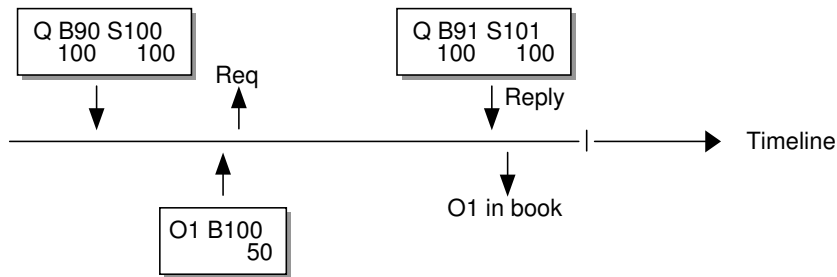 Q B90 S100
100 100
Req
Q B91 S101
100 100
Reply
Timeline
O1 in book
O1 B100
50